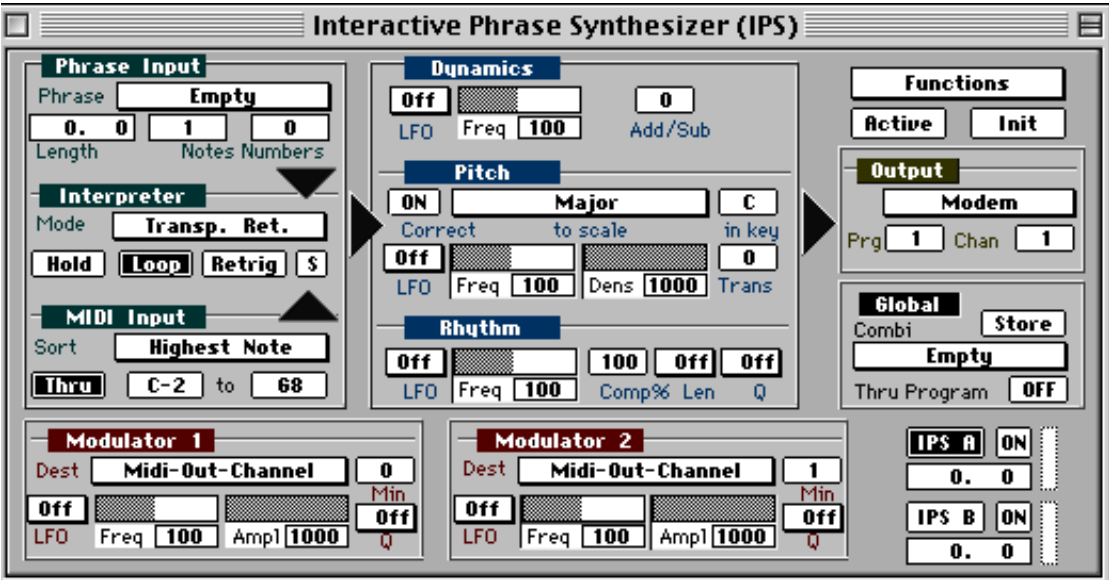 Interactive Phrase Synthesizer (IPS)
Phrase Input
Phrase Empty
0. 0 1 0
Length Notes Numbers
Interpreter
Mode Transp. Ret.
Hold Loop Retrig S
MIDI Input
Sort Highest Note
Thru C-2 to 68
Dynamics
Off 0
LFO Freq 100 Add/Sub
Pitch
ON Major C
Correct to scale in key
Off 0
LFO Freq 100 Dens 1000 Trans
Rhythm
Off 100 Off Off
LFO Freq 100 Comp% Len Q
Functions
Active Init
Output
Modem
Prg 1 Chan 1
Global
Combi Store
Empty
Thru Program OFF
Modulator 1
Dest Midi-Out-Channel 0
Min
Off Off
LFO Freq 100 Ampl 1000 Q
Modulator 2
Dest Midi-Out-Channel 1
Min
Off Off
LFO Freq 100 Ampl 1000 Q
IPS A ON
0. 0
IPS B ON
0. 0